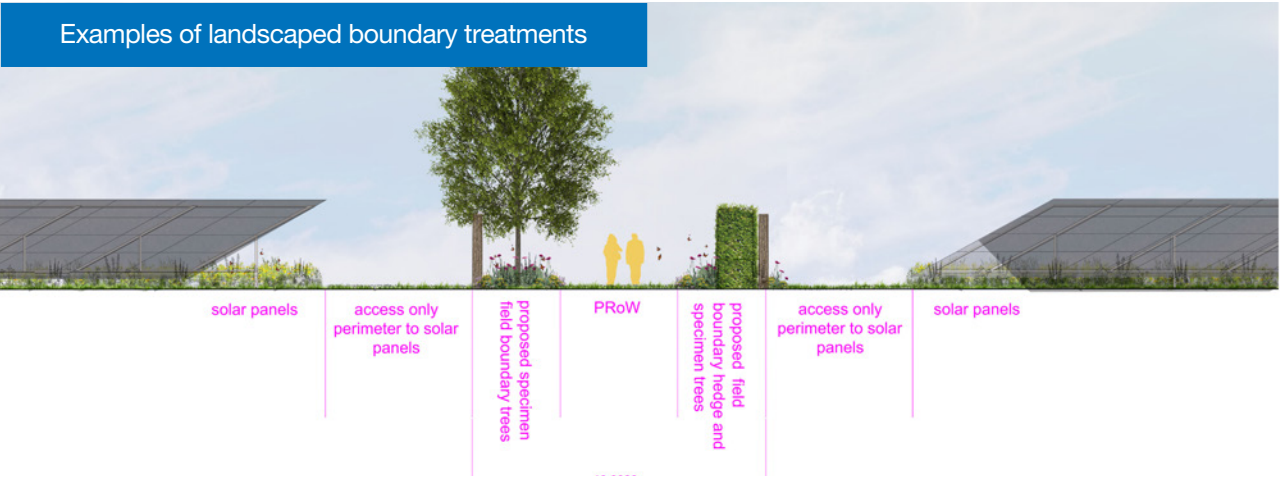 Examples of landscaped boundary treatments
solar panels
access only
perimeter to solar
panels
proposed specimen
field boundary trees
PRoW
proposed field
boundary hedge and
specimen trees
access only
perimeter to solar
panels
solar panels